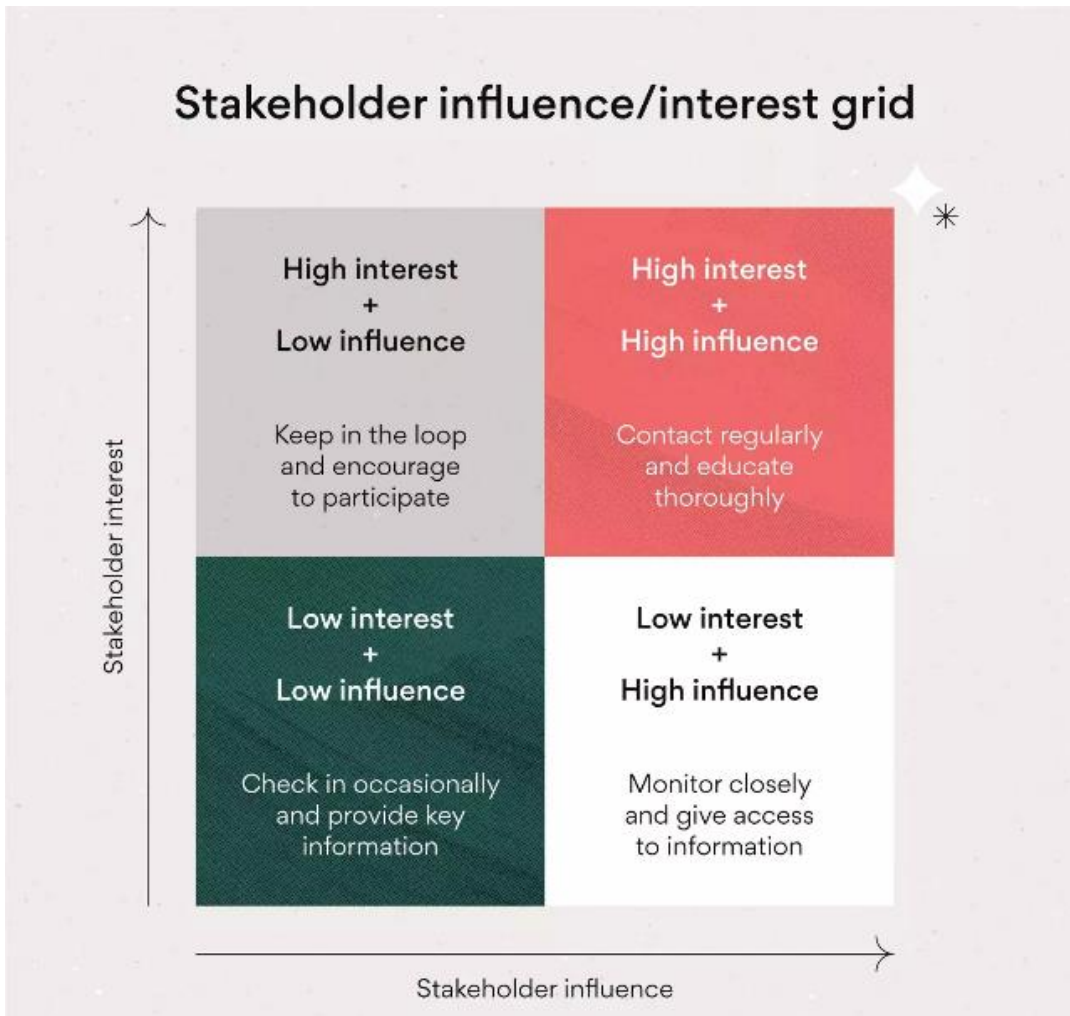 Stakeholder influence/interest grid
High interest
+
Low influence
Keep in the loop
and encourage
to participate
High interest
+
High influence
Contact regularly
and educate
thoroughly
Stakeholder interest
Low interest
+
Low influence
Check in occasionally
and provide key
information
Low interest
+
High influence
Monitor closely
and give access
to information
Stakeholder influence